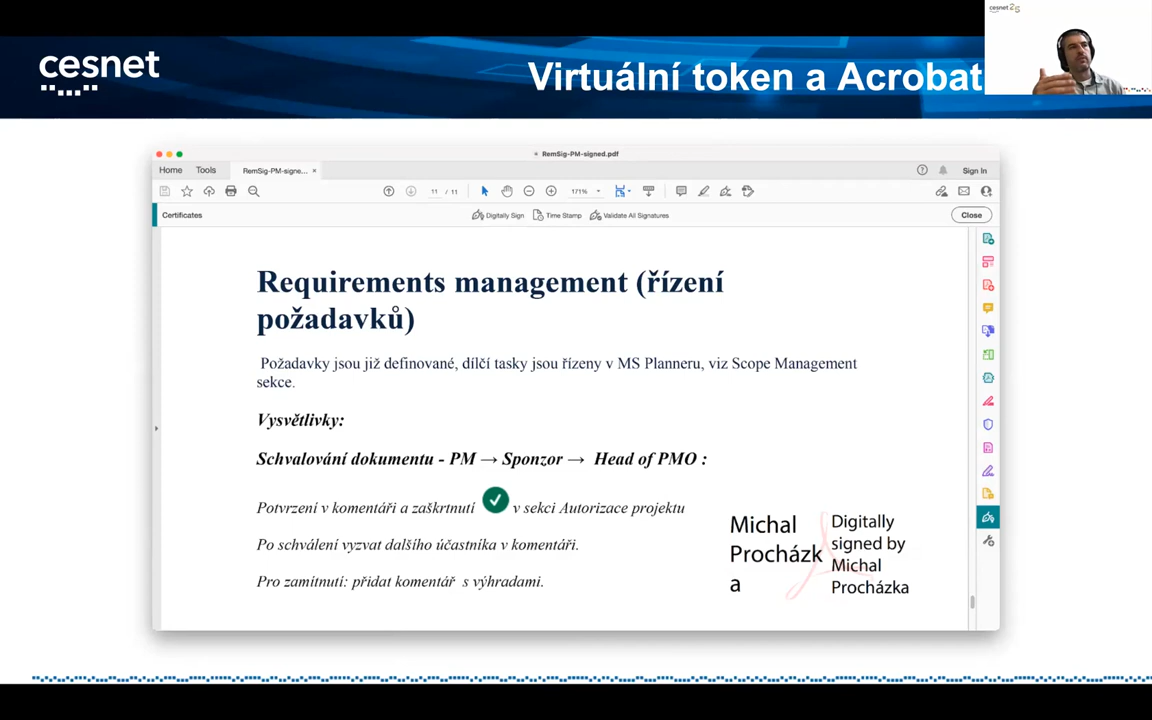 cesnet
Virtuální token a Acrobat
cesnet
RemSig-PM-signed.pdf
Home Tools RemSig-PM-signe... × Sign In
11 / 11 171%
Certificates Digitally Sign Time Stamp Validate All Signatures Close
Requirements management (řízení
požadavků)
Požadavky jsou již definované, dílčí tasky jsou řízeny v MS Planneru, viz Scope Management
sekce.
Vysvětlivky:
Schvalování dokumentu - PM → Sponzor → Head of PMO :
Potvrzení v komentáři a zaškrtnutí v sekci Autorizace projektu
Po schválení vyzvat dalšího účastníka v komentáři.
Pro zamítnutí: přidat komentář s výhradami.
Michal
Procházk
a
Digitally
signed by
Michal
Procházka